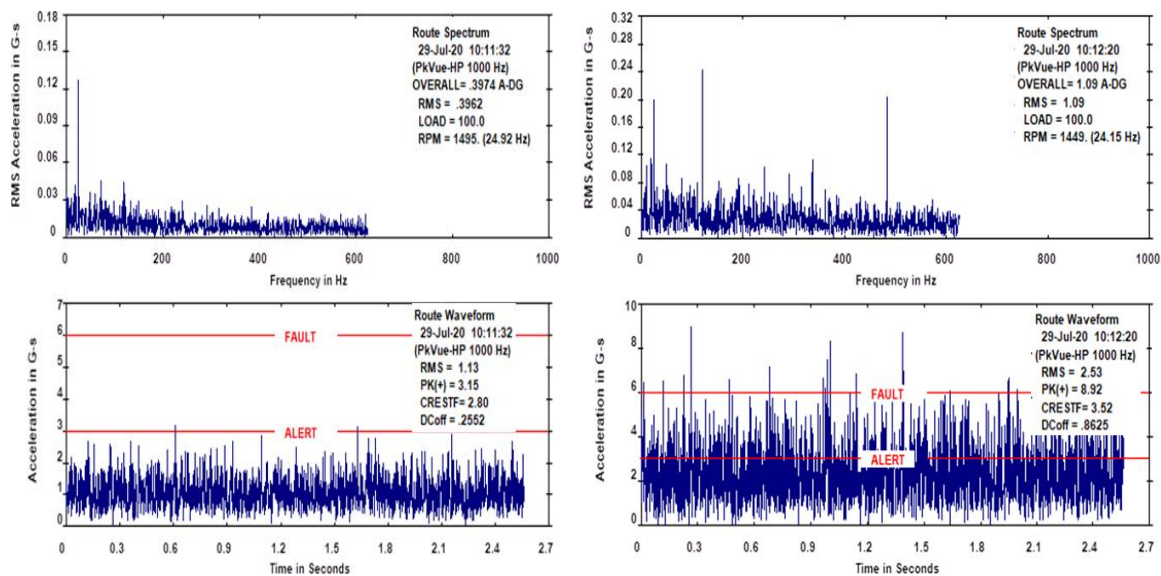 0.18
0.15
0.12
0.09
0.06
0.03
0
RMS Acceleration in G-s
Route Spectrum
29-Jul-20 10:11:32
(PkVue-HP 1000 Hz)
OVERALL= .3974 A-DG
RMS = .3962
LOAD = 100.0
RPM = 1495. (24.92 Hz)
0 200 400 600 800 1000
Frequency in Hz
0.32
0.28
0.24
0.20
0.16
0.12
0.08
0.04
0
RMS Acceleration in G-s
Route Spectrum
29-Jul-20 10:12:20
(PkVue-HP 1000 Hz)
OVERALL= 1.09 A-DG
RMS = 1.09
LOAD = 100.0
RPM = 1449. (24.15 Hz)
0 200 400 600 800 1000
Frequency in Hz
7
6
5
4
3
2
1
0
Acceleration in G-s
FAULT
ALERT
Route Waveform
29-Jul-20 10:11:32
(PkVue-HP 1000 Hz)
RMS = 1.13
PK(+) = 3.15
CRESTF= 2.80
DCoff = .2552
0 0.3 0.6 0.9 1.2 1.5 1.8 2.1 2.4 2.7
Time in Seconds
10
8
6
4
2
0
Acceleration in G-s
FAULT
ALERT
Route Waveform
29-Jul-20 10:12:20
(PkVue-HP 1000 Hz)
RMS = 2.53
PK(+) = 8.92
CRESTF= 3.52
DCoff = .8625
0 0.3 0.6 0.9 1.2 1.5 1.8 2.1 2.4 2.7
Time in Seconds